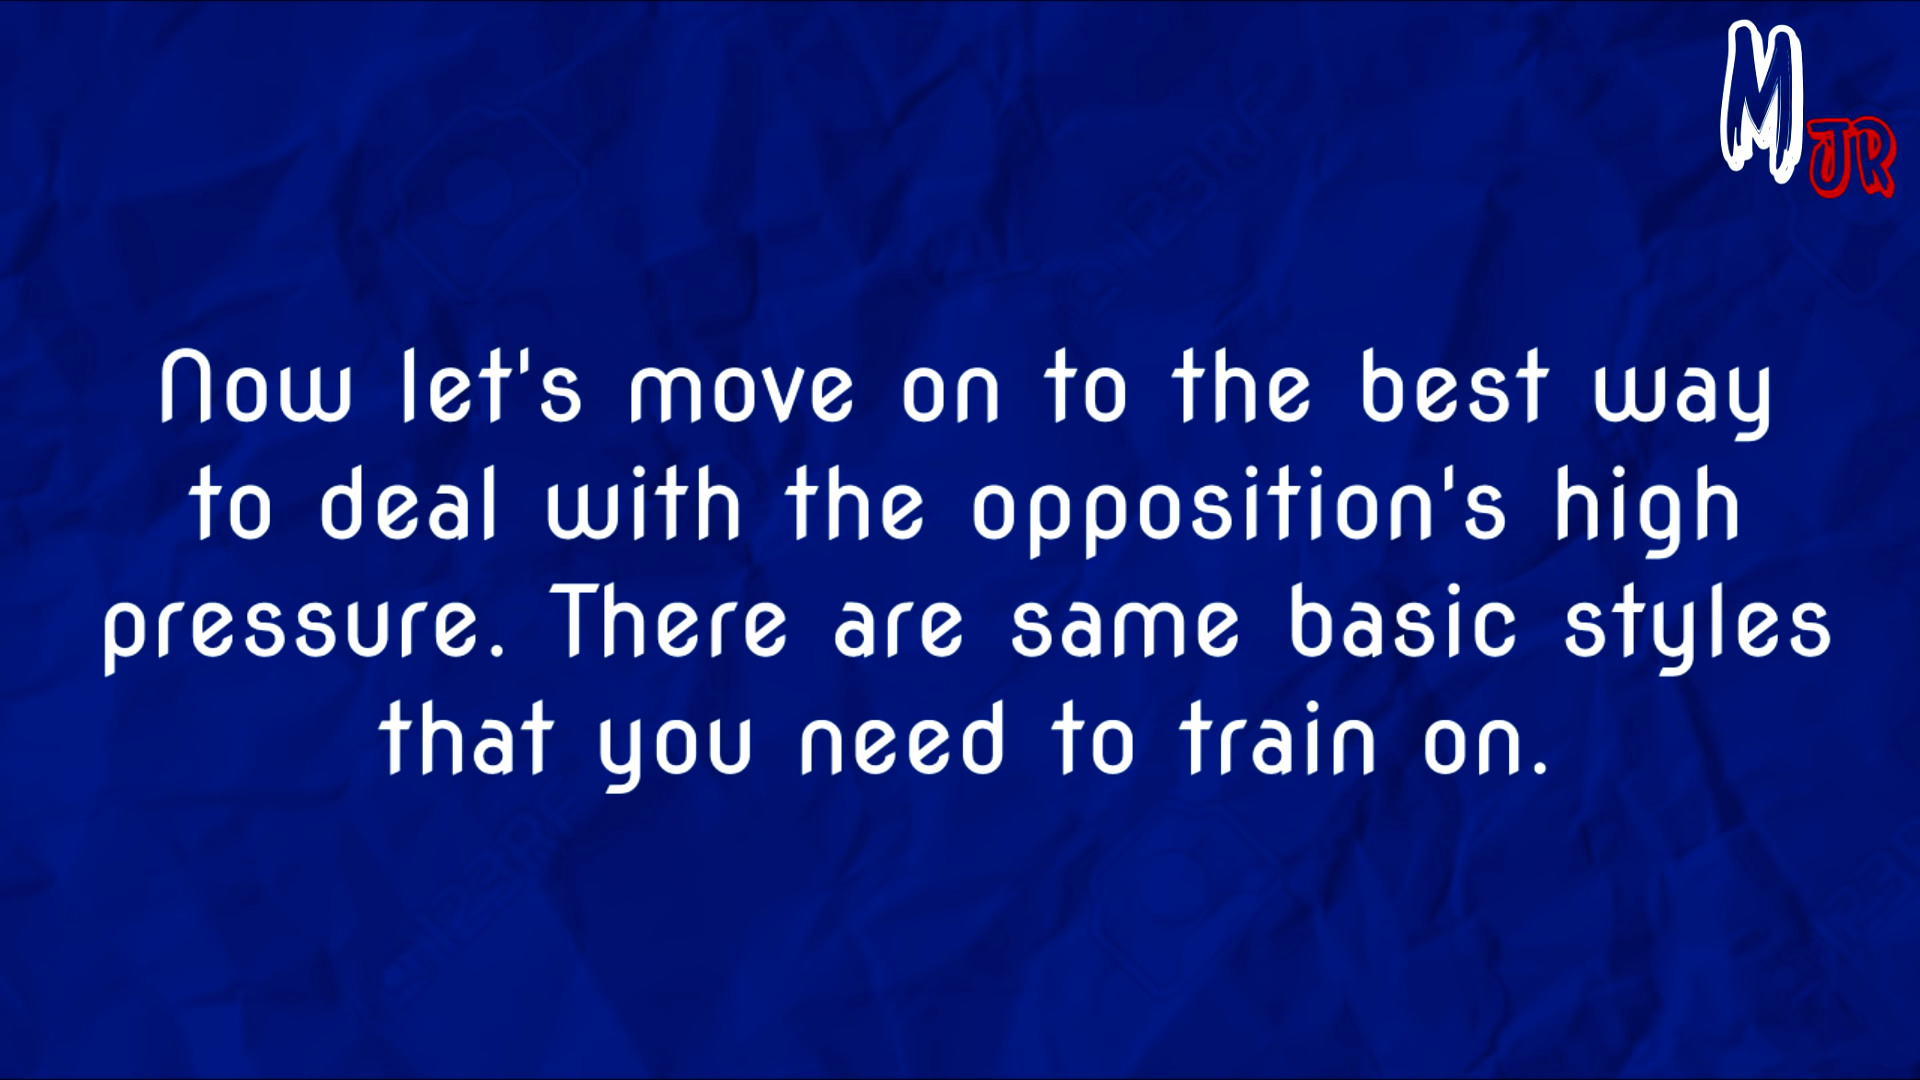 M
JR
Now let's move on to the best way
to deal with the opposition's high
pressure. There are same basic styles
that you need to train on.